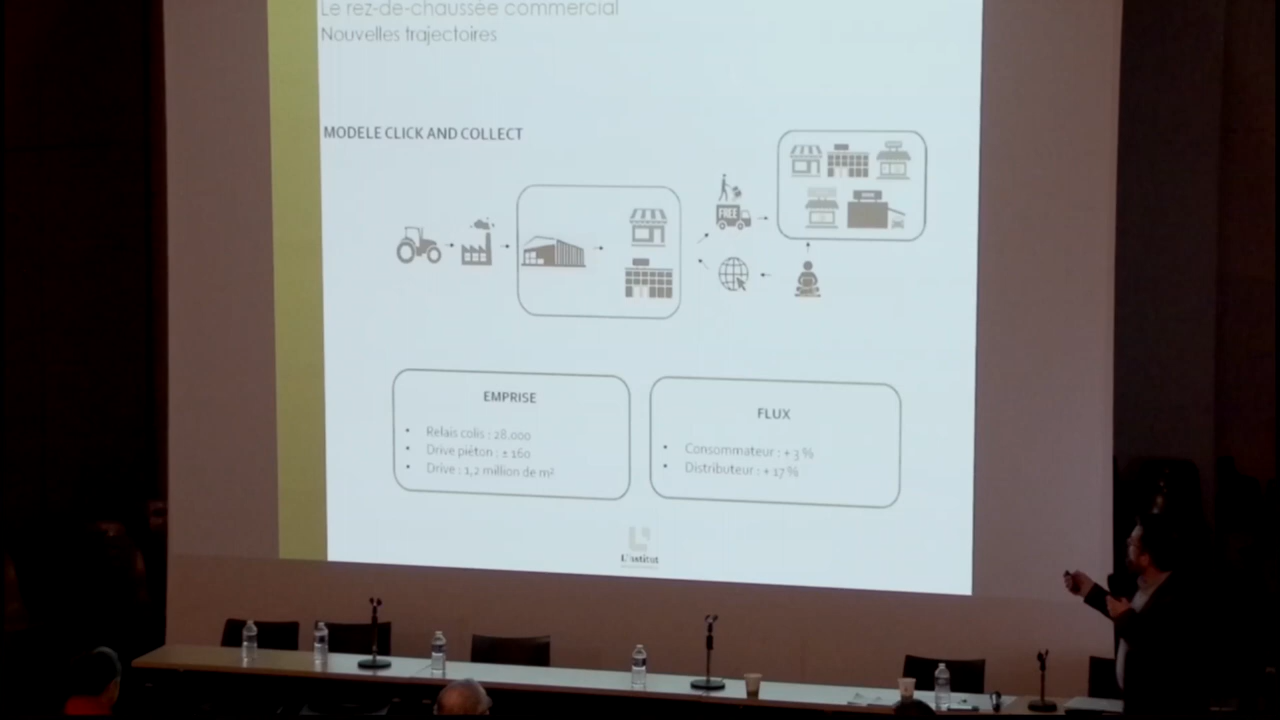 Le rez-de-chaussée commercial
Nouvelles trajectoires
MODELE CLICK AND COLLECT
FREE
EMPRISE
• Relais colis : 28.000
• Drive piéton : ± 160
• Drive : 1,2 million de m²
FLUX
• Consommateur : + 3 %
• Distributeur : + 17 %
L'institut